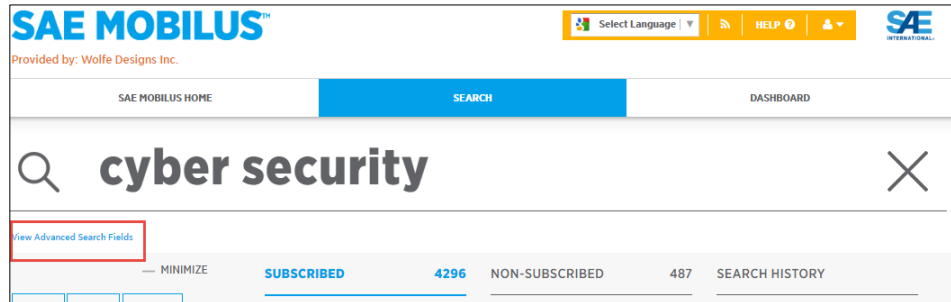 SAE MOBILUS™
Select Language ▼
HELP ?
SAE
INTERNATIONAL
Provided by: Wolfe Designs Inc.
SAE MOBILUS HOME SEARCH DASHBOARD
cyber security
View Advanced Search Fields
— MINIMIZE SUBSCRIBED 4296 NON-SUBSCRIBED 487 SEARCH HISTORY